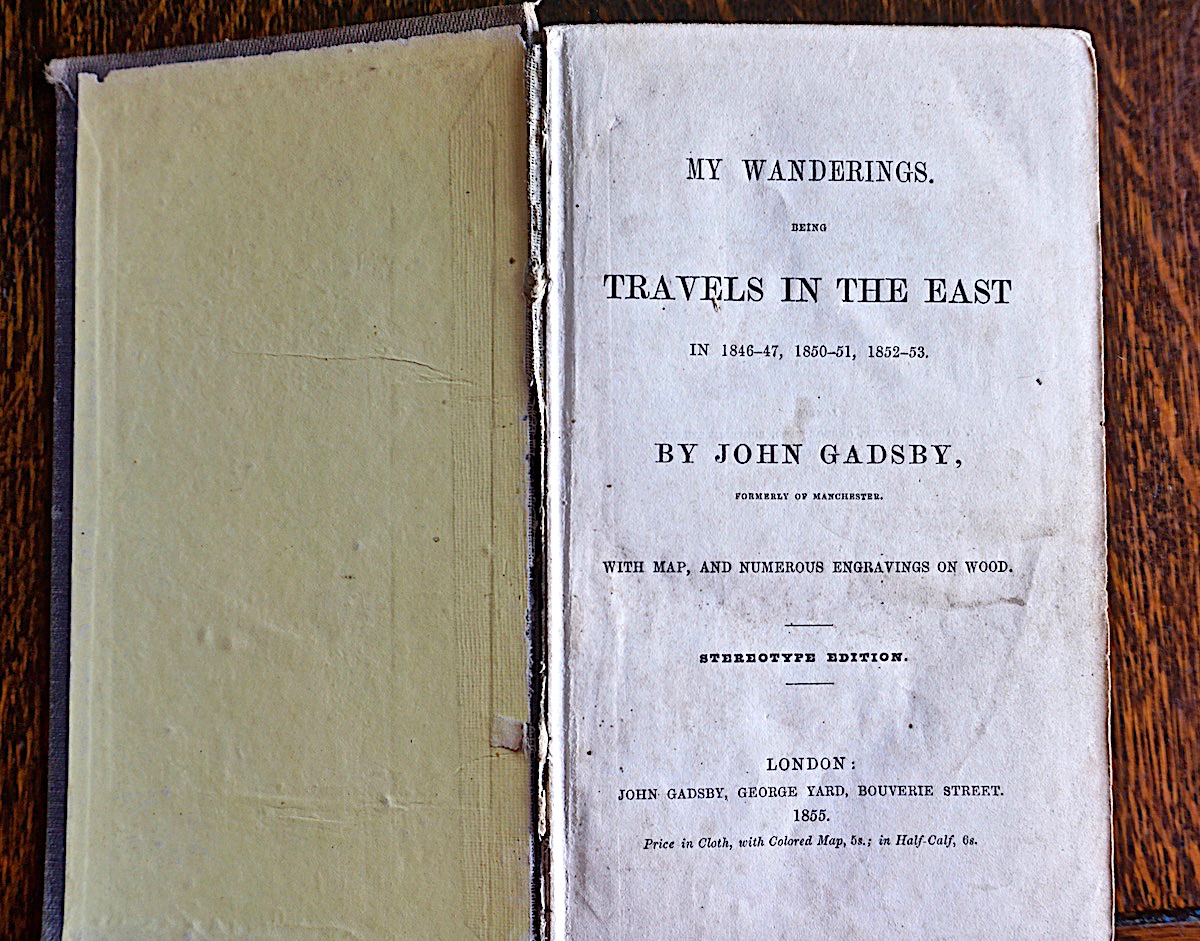 MY WANDERINGS.
BEING
TRAVELS IN THE EAST
IN 1846–47, 1850–51, 1852–53.
BY JOHN GADSBY,
FORMERLY OF MANCHESTER.
WITH MAP, AND NUMEROUS ENGRAVINGS ON WOOD.
STEREOTYPE EDITION.
LONDON:
JOHN GADSBY, GEORGE YARD, BOUVERIE STREET.
1855.
Price in Cloth, with Colored Map, 5s.; in Half-Calf, 6s.